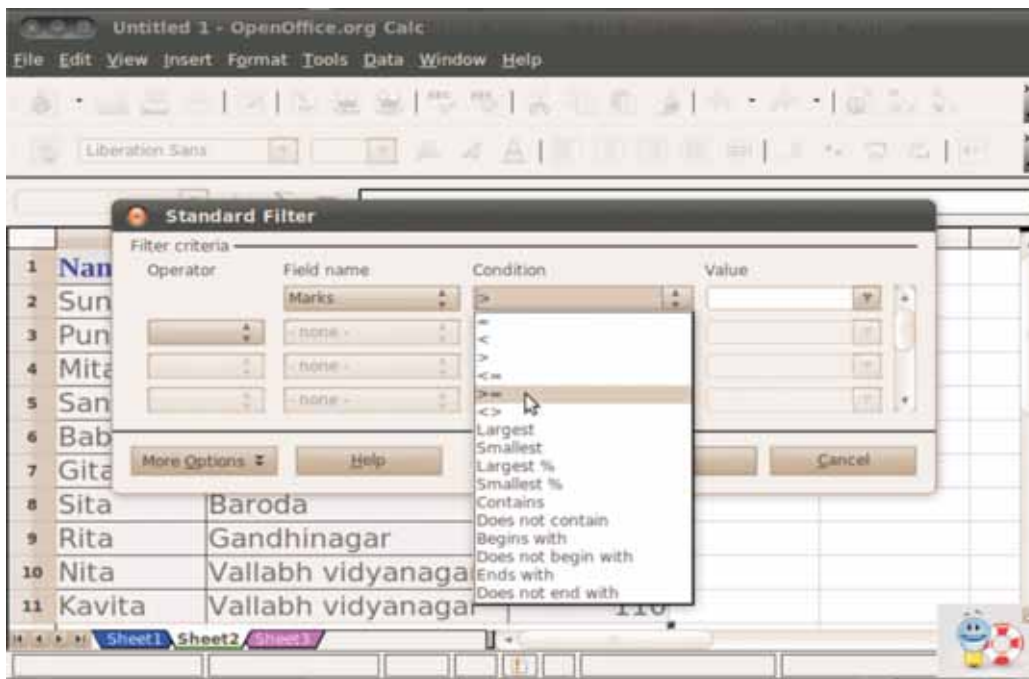 Untitled 1 - OpenOffice.org Calc
File Edit View Insert Format Tools Data Window Help
Liberation Sans
Standard Filter
Filter criteria
Operator Field name Condition Value
Marks >
- none -
- none -
- none -
=
<
>
<=
>=
<>
Largest
Smallest
Largest %
Smallest %
Contains
Does not contain
Begins with
Does not begin with
Ends with
Does not end with
More Options Help Cancel
1 Nam
2 Sun
3 Pun
4 Mita
5 San
6 Bab
7 Gita
8 Sita Baroda
9 Rita Gandhinagar
10 Nita Vallabh vidyanaga
11 Kavita Vallabh vidyanagar 110
Sheet1 Sheet2 Sheet3